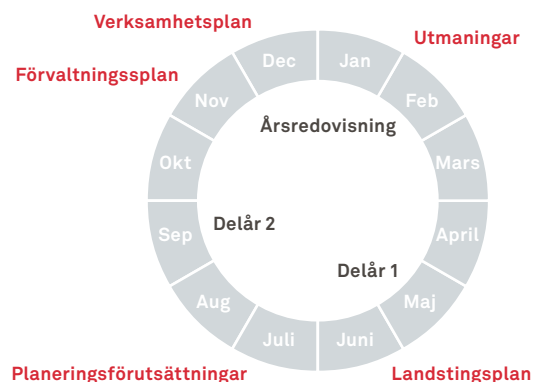 Verksamhetsplan
Utmaningar
Dec
Jan
Förvaltningssplan
Nov
Feb
Årsredovisning
Okt
Mars
Delår 2
Sep
April
Delår 1
Aug
Maj
Juli
Juni
Planeringsförutsättningar
Landstingsplan